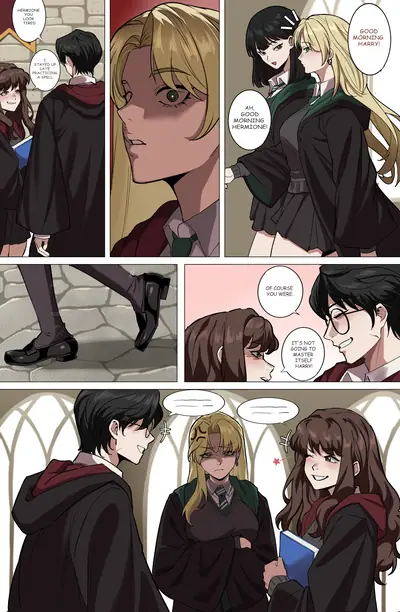 GOOD
MORNING
HARRY!
AH,
GOOD
MORNING
HERMIONE!
HERMIONE
YOU
LOOK
TIRED
I
STAYED UP
LATE
PRACTICING
A SPELL.
OF COURSE
YOU WERE.
IT'S NOT
GOING TO
MASTER
ITSELF
HARRY!